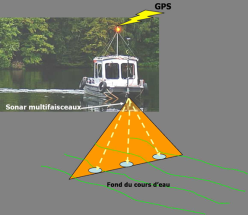 GPS
Sonar multifaisceaux
Fond du cours d'eau